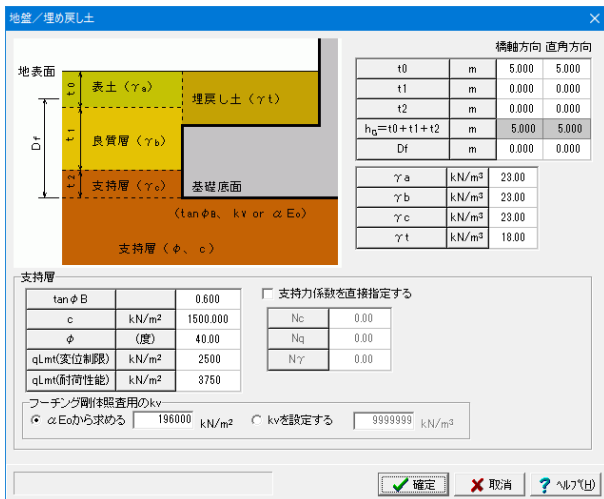 地盤／埋め戻し土
橋軸方向 直角方向
t0 m 5.000 5.000
t1 m 0.000 0.000
t2 m 0.000 0.000
ha=t0+t1+t2 m 5.000 5.000
Df m 0.000 0.000
γa kN/m³ 23.00
γb kN/m³ 23.00
γc kN/m³ 23.00
γt kN/m³ 18.00
地表面
t0
表土（γa）
埋戻し土（γt）
Df
t1
良質層（γb）
t2
支持層（γc）
基礎底面
（tanφB、 kv or αEo）
支持層（φ、 c）
支持層
tanφB 0.600
c kN/m² 1500.000
φ （度） 40.00
qLmt(変位制限) kN/m² 2500
qLmt(耐荷性能) kN/m² 3750
支持力係数を直接指定する
Nc 0.00
Nq 0.00
Nγ 0.00
フーチング剛体照査用のkv
αEoから求める 196000 kN/m²
kvを設定する 9999999 kN/m³
確定
取消
ヘルプ(H)